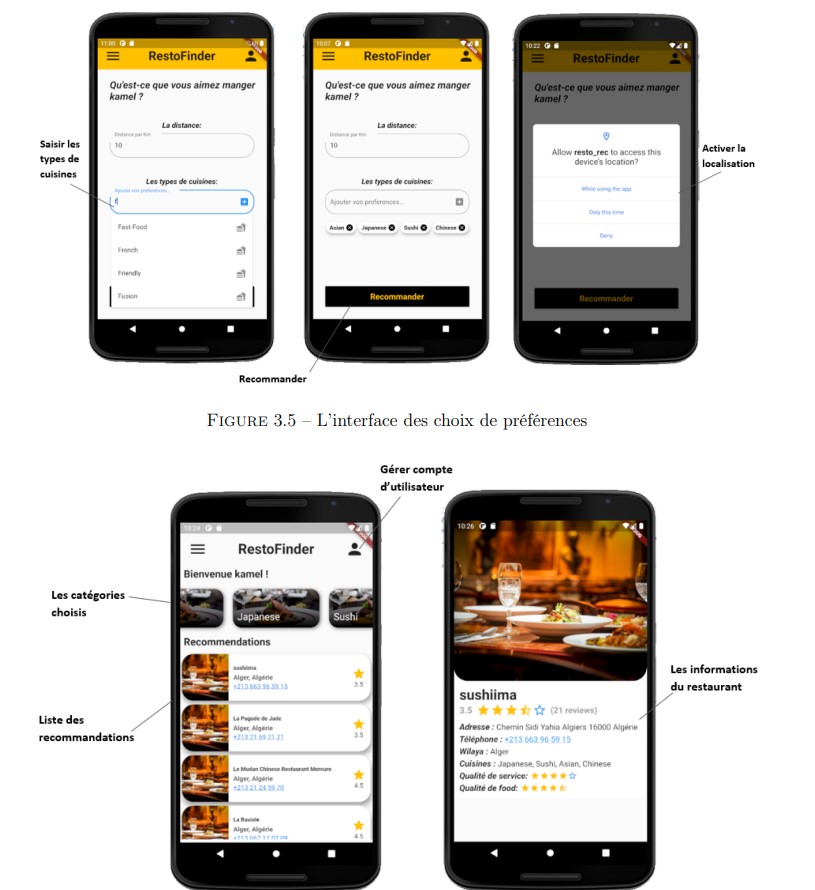 11:00
RestoFinder
Qu'est-ce que vous aimez manger
kamel ?
La distance:
Distance par Km
10
Les types de cuisines:
Ajouter vos preferences...
f
Fast-Food
French
Friendly
Fusion
Saisir les
types de
cuisines
10:07
RestoFinder
Qu'est-ce que vous aimez manger
kamel ?
La distance:
Distance par Km
10
Les types de cuisines:
Ajouter vos preferences...
Asian Japanese Sushi Chinese
Recommander
Recommander
10:22
RestoFinder
Qu'est-ce que vous aimez manger
kamel ?
Allow resto_rec to access this
device's location?
While using the app
Only this time
Deny
Recommander
Activer la
localisation
FIGURE 3.5 – L'interface des choix de préférences
Gérer compte
d'utilisateur
10:24
RestoFinder
Bienvenue kamel !
Japanese
Sushi
Recommendations
sushiima
Alger, Algérie
+213 663 96 59 15
3.5
La Pagode de Jade
Alger, Algérie
+213 21 69 21 21
3.5
Le Mudan Chinese Restaurant Mercure
Alger, Algérie
+213 21 24 59 70
4.5
La Raviole
Alger, Algérie
+213 667 17 07 09
4.5
Les catégories
choisis
Liste des
recommandations
10:26
sushiima
3.5 (21 reviews)
Adresse : Chemin Sidi Yahia Algiers 16000 Algérie
Téléphone : +213 663 96 59 15
Wilaya : Alger
Cuisines : Japanese, Sushi, Asian, Chinese
Qualité de service:
Qualité de food:
Les informations
du restaurant